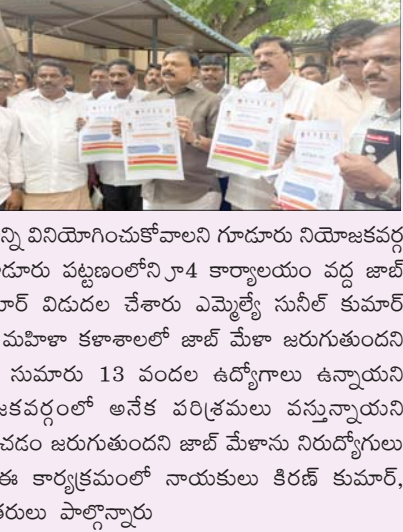 న్ని వినియోగించుకోవాలని గూడూరు నియోజకవర్గ
డూరు పట్టణంలోని ్రా4 కార్యాలయం వద్ద జాబ్
ూర్ విడుదల చేశారు ఎమ్మెల్యే సునీల్ కుమార్
మహిళా కళాశాలలో జాబ్ మేళా జరుగుతుందని
సుమారు 13 వందల ఉద్యోగాలు ఉన్నాయని
జకవర్గంలో అనేక పరిశ్రమలు వస్తున్నాయని
చడం జరుగుతుందని జాబ్ మేళాను నిరుద్యోగులు
ఈ కార్యక్రమంలో నాయకులు కిరణ్ కుమార్,
తరులు పాల్గొన్నారు